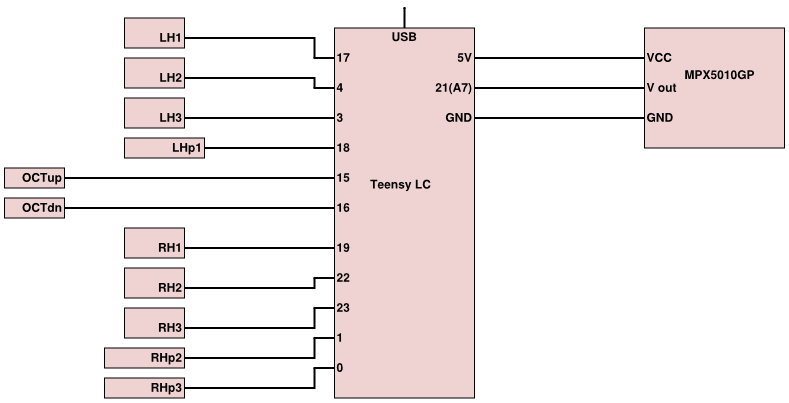 USB
LH1
17
5V
VCC
MPX5010GP
LH2
4
21(A7)
V out
LH3
3
GND
GND
LHp1
18
OCTup
15
Teensy LC
OCTdn
16
RH1
19
RH2
22
RH3
23
RHp2
1
RHp3
0